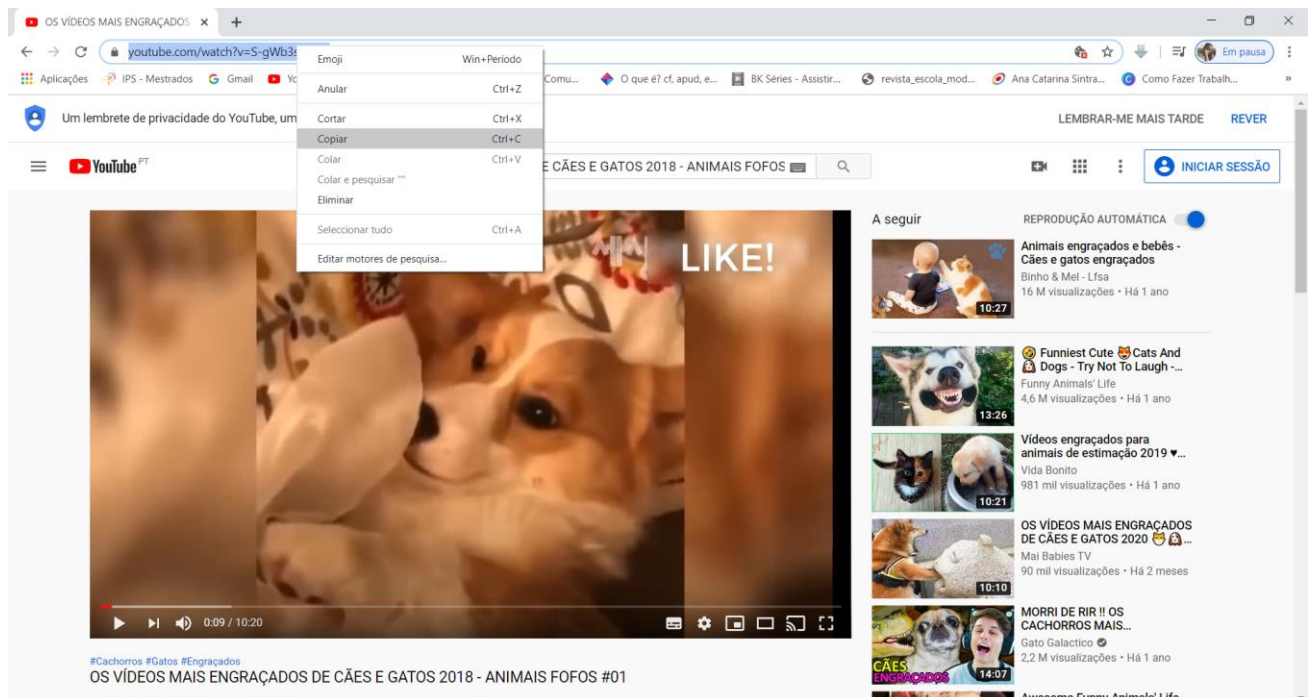 OS VÍDEOS MAIS ENGRAÇADOS
youtube.com/watch?v=S-gWb3s
Em pausa
Aplicações
IPS - Mestrados
Gmail
Comu...
O que é? cf, apud, e...
BK Séries - Assistir...
revista_escola_mod...
Ana Catarina Sintra...
Como Fazer Trabalh...
»
Emoji Win+Período
Anular Ctrl+Z
Cortar Ctrl+X
Copiar Ctrl+C
Colar Ctrl+V
Colar e pesquisar ""
Eliminar
Seleccionar tudo Ctrl+A
Editar motores de pesquisa...
Um lembrete de privacidade do YouTube, um
LEMBRAR-ME MAIS TARDE REVER
YouTube PT
E CÃES E GATOS 2018 - ANIMAIS FOFOS
INICIAR SESSÃO
LIKE!
0:09 / 10:20
#Cachorros #Gatos #Engraçados
OS VÍDEOS MAIS ENGRAÇADOS DE CÃES E GATOS 2018 - ANIMAIS FOFOS #01
A seguir
REPRODUÇÃO AUTOMÁTICA
10:27
Animais engraçados e bebês -
Cães e gatos engraçados
Binho & Mel - Lfsa
16 M visualizações • Há 1 ano
13:26
🤣 Funniest Cute 😻 Cats And
🐶 Dogs - Try Not To Laugh -...
Funny Animals' Life
4,6 M visualizações • Há 1 ano
10:21
Vídeos engraçados para
animais de estimação 2019 ♥...
Vida Bonito
981 mil visualizações • Há 1 ano
10:10
OS VÍDEOS MAIS ENGRAÇADOS
DE CÃES E GATOS 2020 😻🐶...
Mai Babies TV
90 mil visualizações • Há 2 meses
CÃES
ENGRAÇADOS
14:07
MORRI DE RIR !! OS
CACHORROS MAIS...
Gato Galactico
2,2 M visualizações • Há 1 ano
Awesome Funny Animals' Life